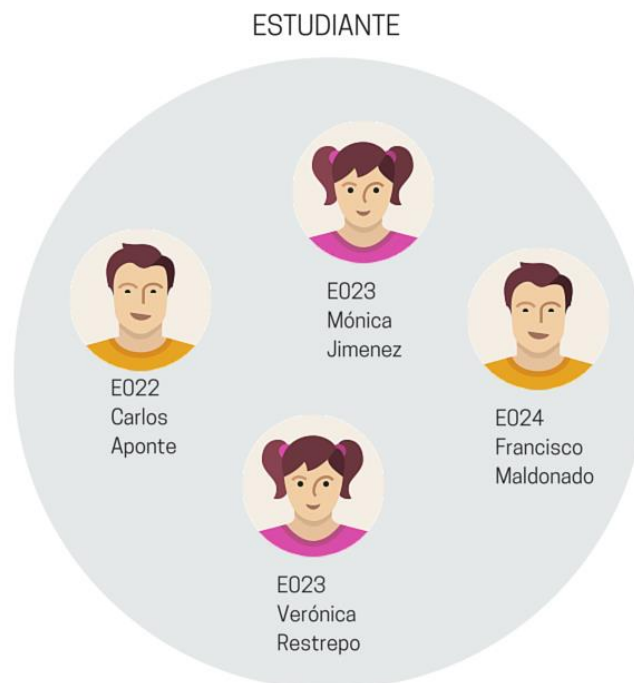 ESTUDIANTE
E023
Mónica
Jimenez
E022
Carlos
Aponte
E024
Francisco
Maldonado
E023
Verónica
Restrepo